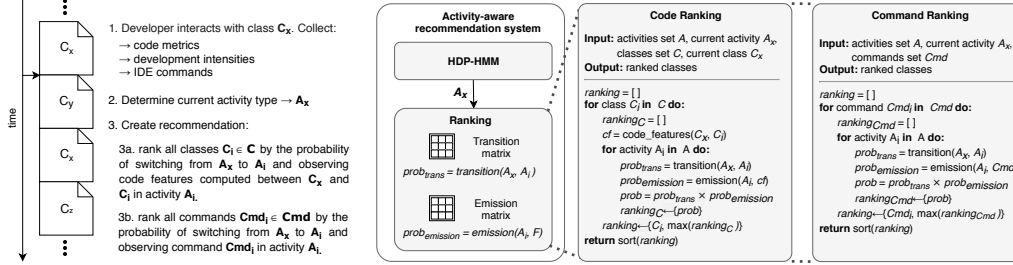 time
Cx
Cy
Cx
Cz
1. Developer interacts with class Cx. Collect:
→ code metrics
→ development intensities
→ IDE commands
2. Determine current activity type → Ax
3. Create recommendation:
3a. rank all classes Ci ∈ C by the probability
of switching from Ax to Ai and observing
code features computed between Cx and
Ci in activity Ai.
3b. rank all commands Cmdi ∈ Cmd by the
probability of switching from Ax to Ai and
observing command Cmdi in activity Ai.
Activity-aware
recommendation system
HDP-HMM
Ax
Ranking
Transition
matrix
probtrans = transition(Ax, Ai )
Emission
matrix
probemission = emission(Ai, F)
Code Ranking
Input: activities set A, current activity Ax,
classes set C, current class Cx
Output: ranked classes
ranking = [ ]
for class Ci in C do:
rankingC = [ ]
cf = code_features(Cx, Ci)
for activity Ai in A do:
probtrans = transition(Ax, Ai)
probemission = emission(Ai, cf)
prob = probtrans × probemission
rankingC←{prob}
ranking←{Ci, max(rankingC )}
return sort(ranking)
Command Ranking
Input: activities set A, current activity Ax,
commands set Cmd
Output: ranked classes
ranking = [ ]
for command Cmdi in Cmd do:
rankingCmd = [ ]
for activity Ai in A do:
probtrans = transition(Ax, Ai)
probemission = emission(Ai, Cmd
prob = probtrans × probemission
rankingCmd←{prob}
ranking←{Cmdi, max(rankingCmd )}
return sort(ranking)